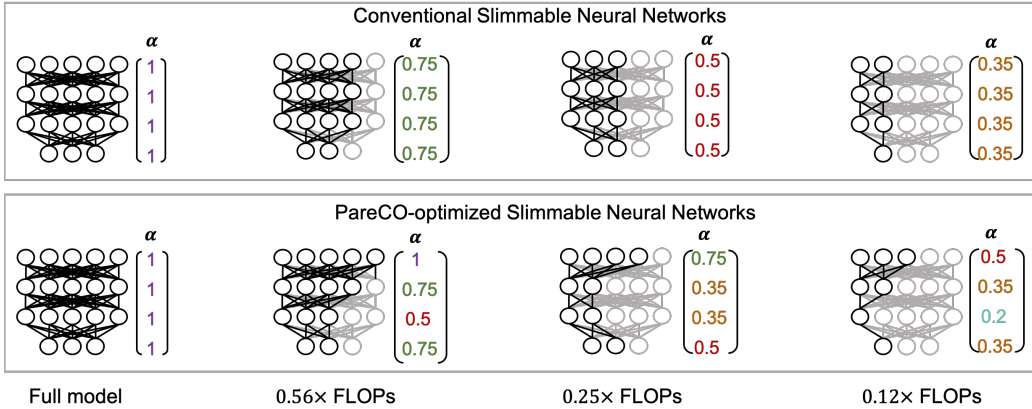 Conventional Slimmable Neural Networks
α α α α
1 0.75 0.5 0.35
1 0.75 0.5 0.35
1 0.75 0.5 0.35
1 0.75 0.5 0.35
PareCO-optimized Slimmable Neural Networks
α α α α
1 1 0.75 0.5
1 0.75 0.35 0.35
1 0.5 0.35 0.2
1 0.75 0.5 0.35
Full model 0.56× FLOPs 0.25× FLOPs 0.12× FLOPs